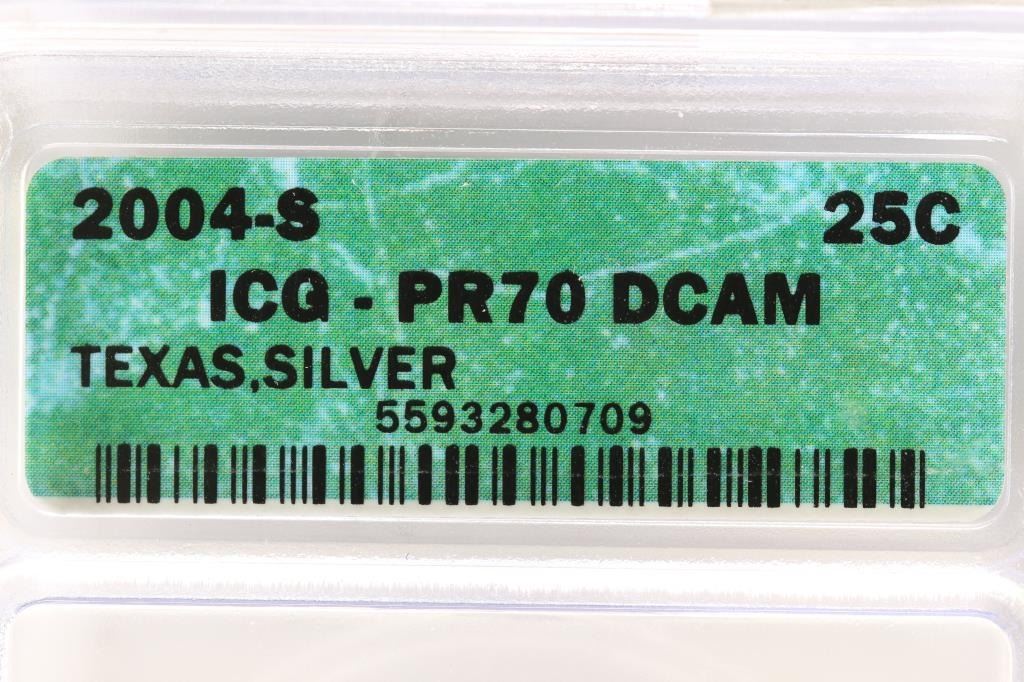 2004-S 25C
ICG - PR70 DCAM
TEXAS,SILVER
5593280709